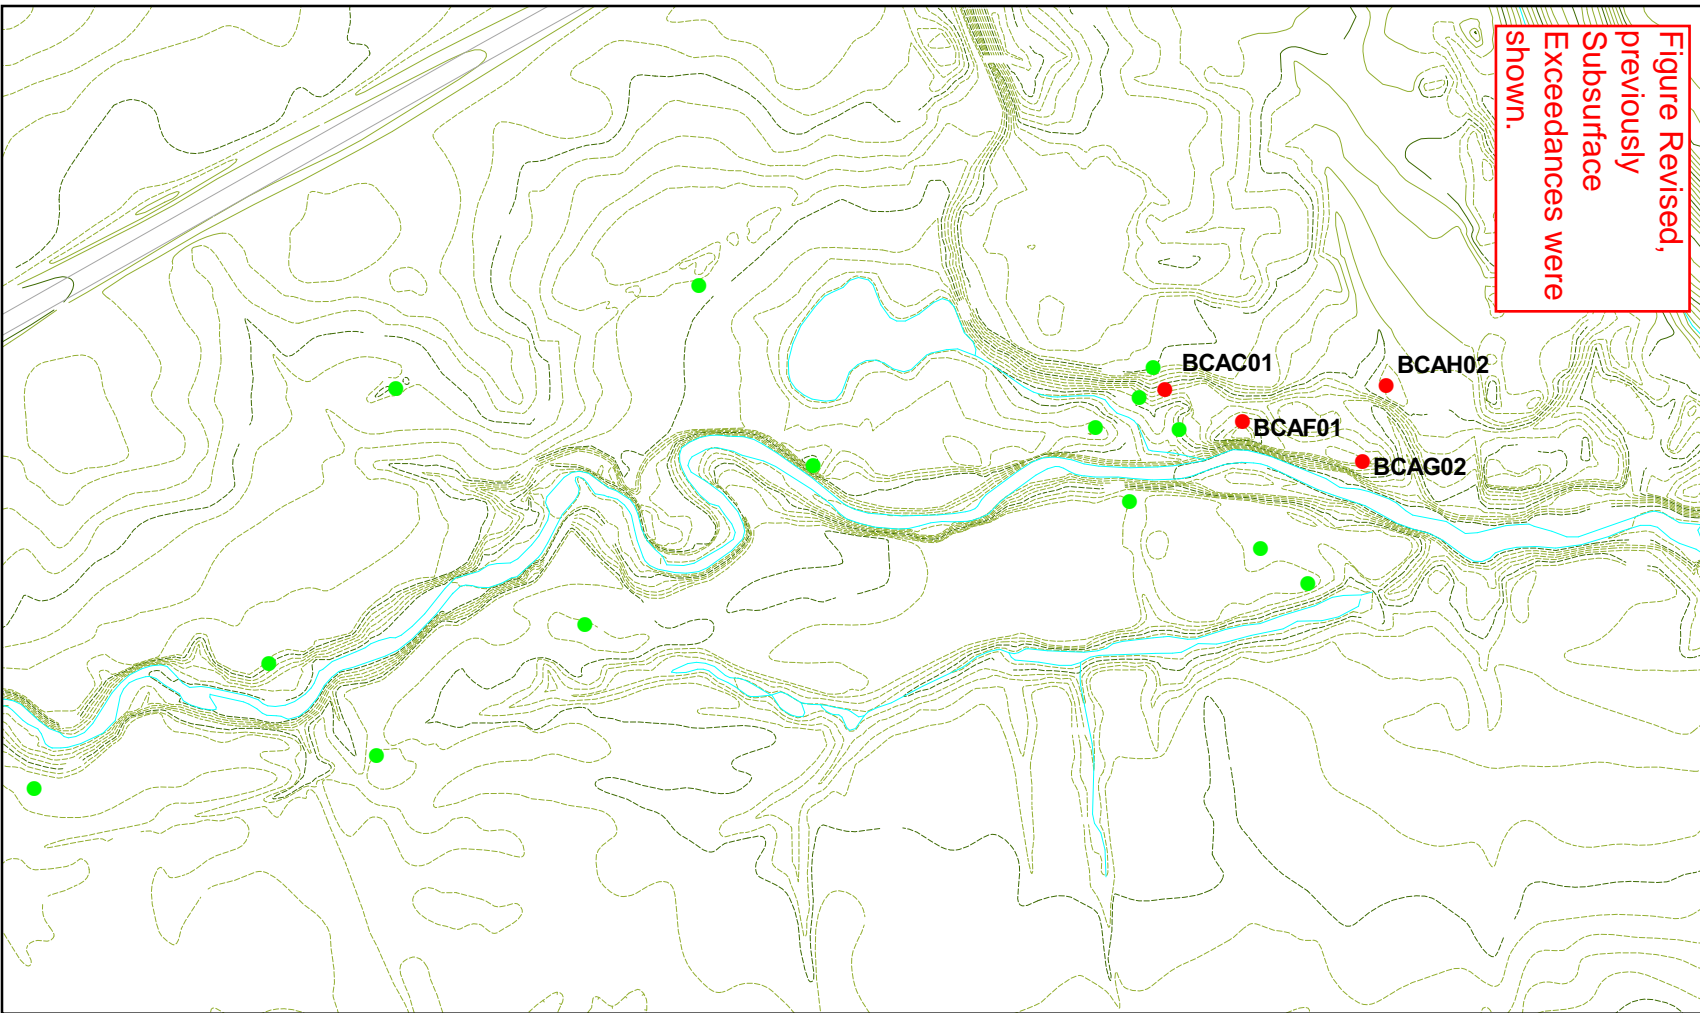 Figure Revised,
previously
Subsurface
Exceedances were
shown.
BCAC01
BCAH02
BCAF01
BCAG02